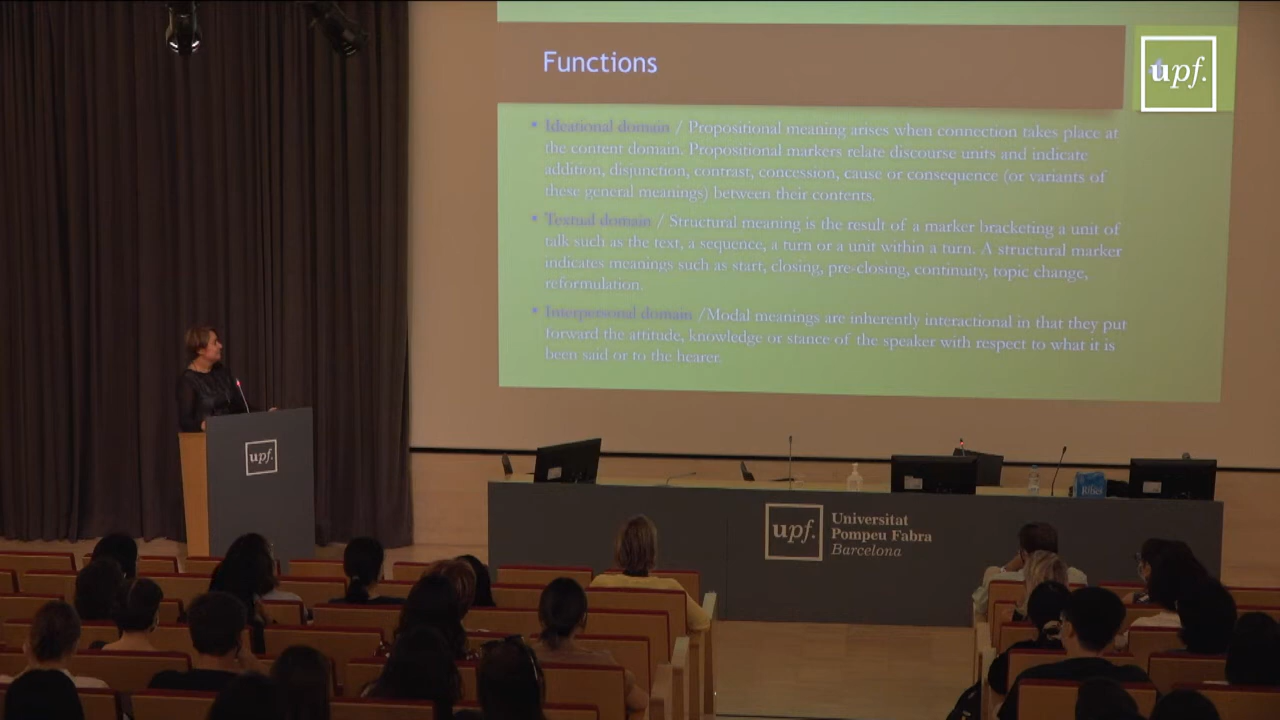 Functions
upf.
• Ideational domain / Propositional meaning arises when connection takes place at
the content domain. Propositional markers relate discourse units and indicate
addition, disjunction, contrast, concession, cause or consequence (or variants of
these general meanings) between their contents.
• Textual domain / Structural meaning is the result of a marker bracketing a unit of
talk such as the text, a sequence, a turn or a unit within a turn. A structural marker
indicates meanings such as start, closing, pre-closing, continuity, topic change,
reformulation.
• Interpersonal domain /Modal meanings are inherently interactional in that they put
forward the attitude, knowledge or stance of the speaker with respect to what it is
been said or to the hearer.
upf.
upf.
Universitat
Pompeu Fabra
Barcelona